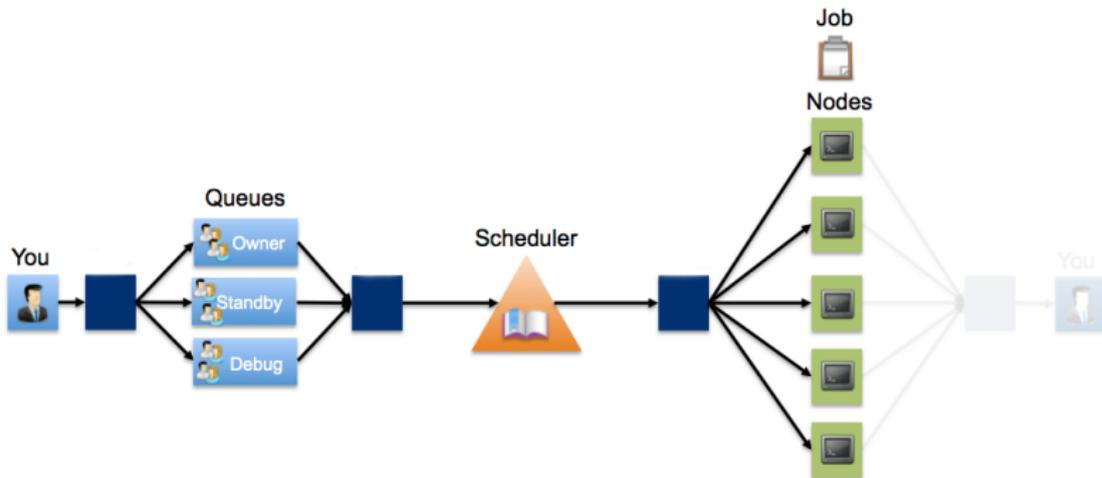 Job
Nodes
Queues
Owner
You
Scheduler
Standby
You
Debug